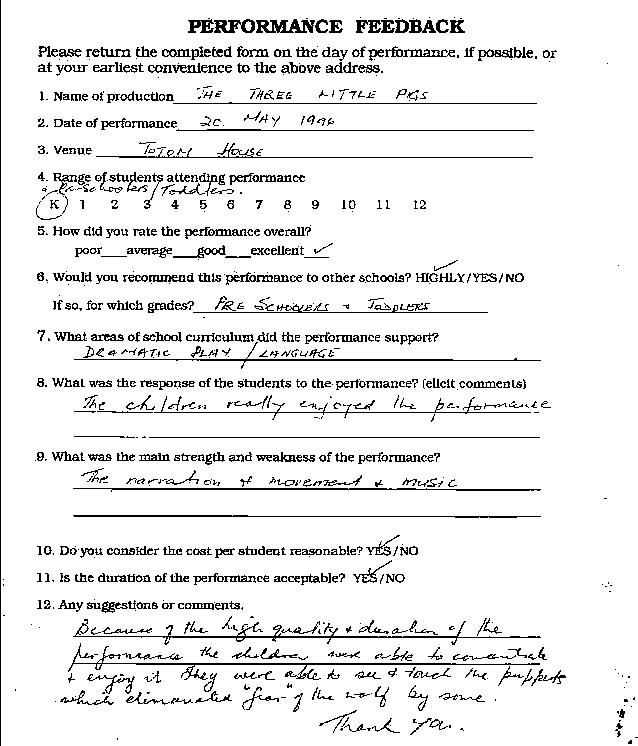 PERFORMANCE FEEDBACK
Please return the completed form on the day of performance, if possible, or
at your earliest convenience to the above address.
1. Name of production THE THREE LITTLE PIGS
2. Date of performance 20 MAY 1996
3. Venue TOTOM HOUSE
4. Range of students attending performance
& Pre-Schoolers/Toddlers.
K 1 2 3 4 5 6 7 8 9 10 11 12
5. How did you rate the performance overall?
poor___average___good___excellent ✓
6. Would you recommend this performance to other schools? HIGHLY/YES/NO
If so, for which grades? PRE SCHOOLERS & TODDLERS
7. What areas of school curriculum did the performance support?
DRAMATIC PLAY / LANGUAGE
8. What was the response of the students to the performance? (elicit comments)
The children really enjoyed the performance
9. What was the main strength and weakness of the performance?
The narration & movement & music
10. Do you consider the cost per student reasonable? YES/NO
11. Is the duration of the performance acceptable? YES/NO
12. Any suggestions or comments.
Because of the high quality & duration of the
performance the children were able to concentrate
& enjoy it. They were able to see & touch the puppets
which eliminated "fear" of the wolf by some.
Thank You.